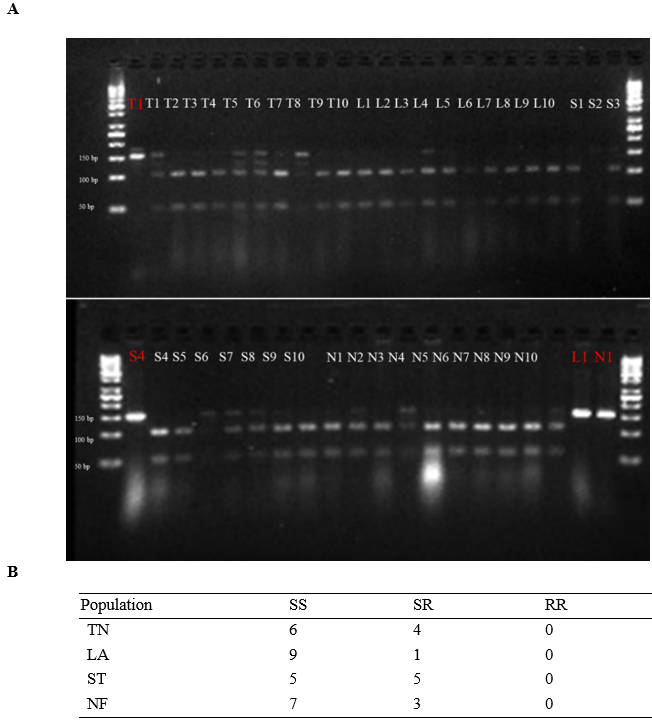 A
T1 T1 T2 T3 T4 T5 T6 T7 T8 T9 T10 L1 L2 L3 L4 L5 L6 L7 L8 L9 L10 S1 S2 S3
150 bp
100 bp
50 bp
S4 S4 S5 S6 S7 S8 S9 S10 N1 N2 N3 N4 N5 N6 N7 N8 N9 N10 L1 N1
150 bp
100 bp
50 bp
B
Population SS SR RR
TN 6 4 0
LA 9 1 0
ST 5 5 0
NF 7 3 0